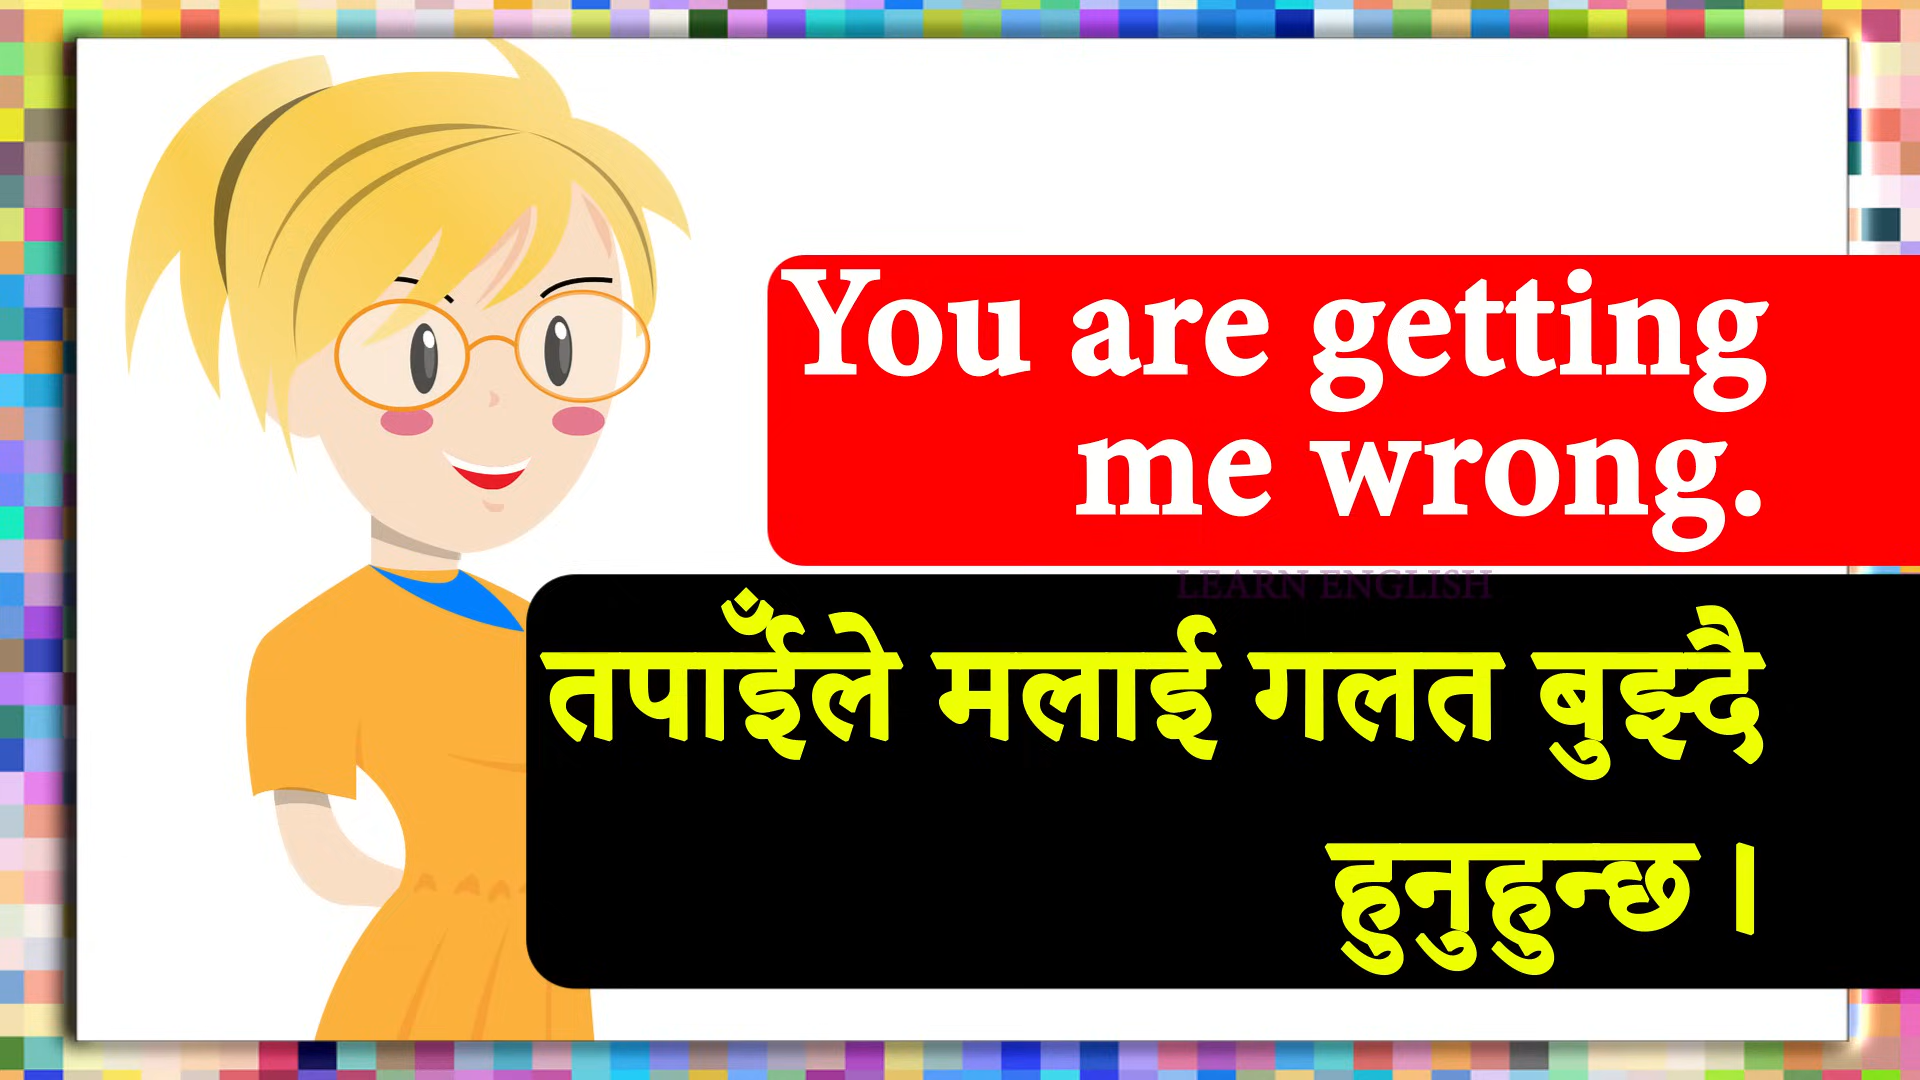 You are getting
me wrong.
LEARN ENGLISH
तपाईँले मलाई गलत बुझ्दै
हुनुहुन्छ ।